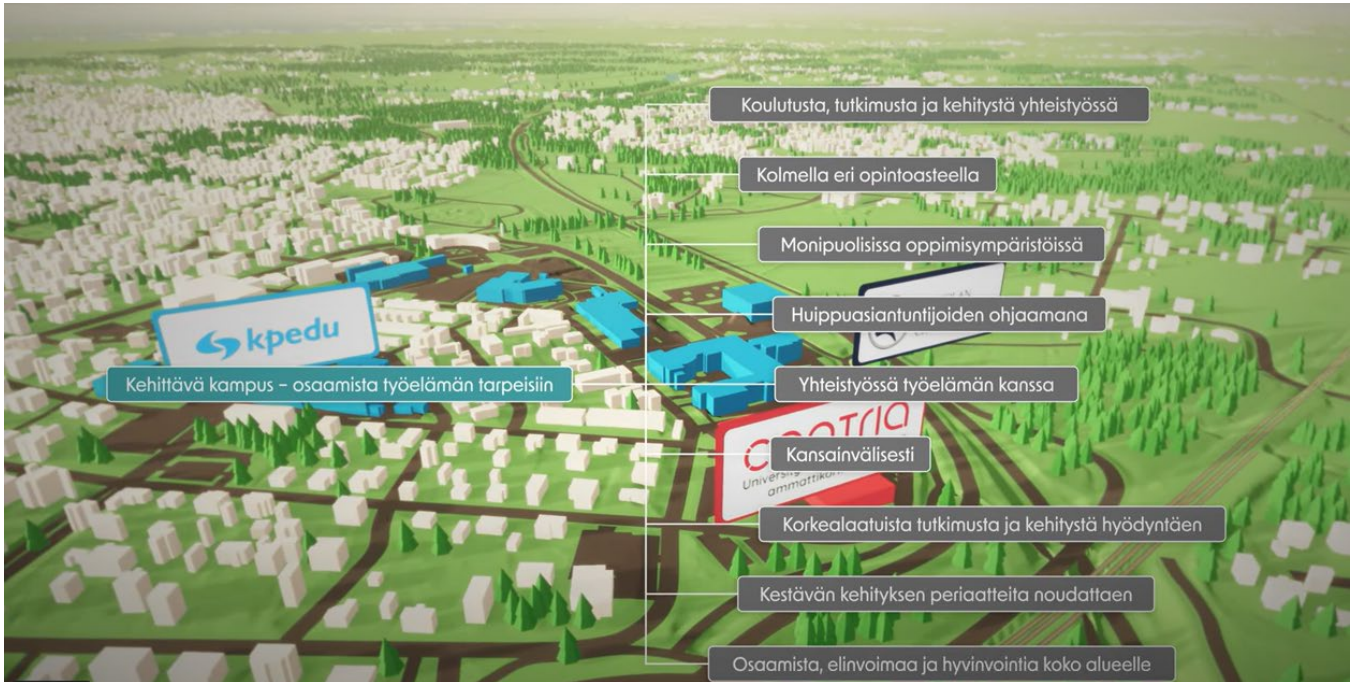 Koulutusta, tutkimusta ja kehitystä yhteistyössä
Kolmella eri opintoasteella
Monipuolisissa oppimisympäristöissä
Huippuasiantuntijoiden ohjaamana
kpedu
Kehittävä kampus – osaamista työelämän tarpeisiin
Yhteistyössä työelämän kanssa
Kansainvälisesti
Korkealaatuista tutkimusta ja kehitystä hyödyntäen
Kestävän kehityksen periaatteita noudattaen
Osaamista, elinvoimaa ja hyvinvointia koko alueelle